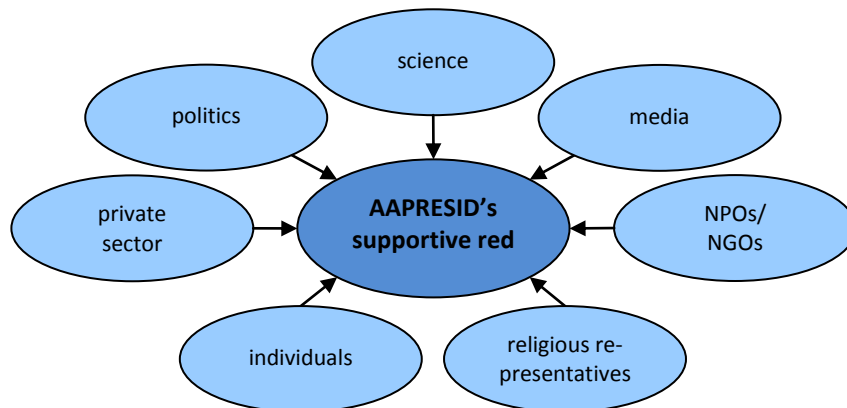 science
politics
media
AAPRESID's
supportive red
private
sector
NPOs/
NGOs
individuals
religious re-
presentatives